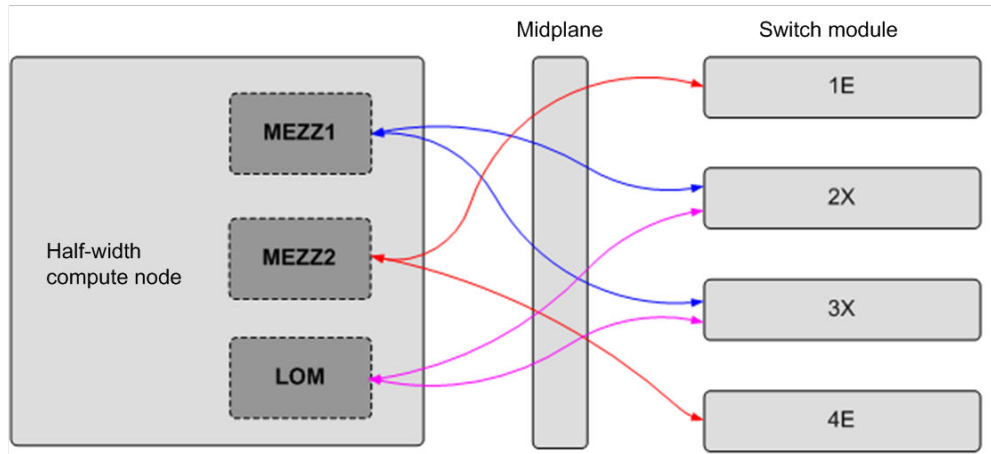 Midplane
Switch module
MEZZ1
MEZZ2
LOM
Half-width
compute node
1E
2X
3X
4E